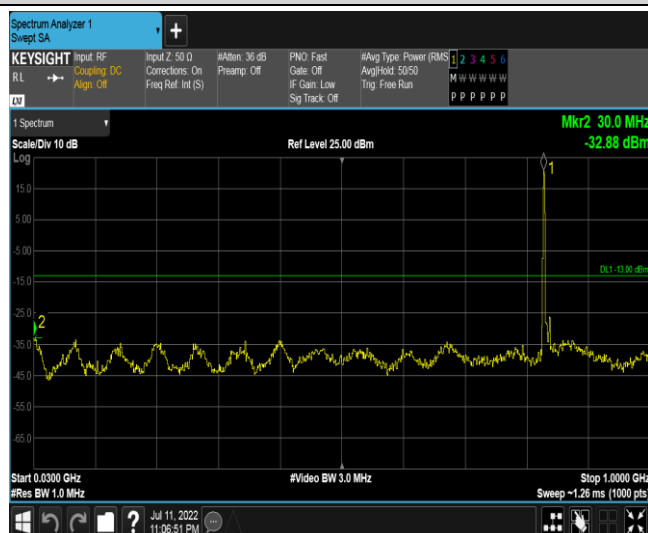 Spectrum Analyzer 1
Swept SA
+
KEYSIGHT
RL
LXI
Input: RF
Coupling: DC
Align: Off
Input Z: 50 Ω
Corrections: On
Freq Ref: Int (S)
#Atten: 36 dB
Preamp: Off
PNO: Fast
Gate: Off
IF Gain: Low
Sig Track: Off
#Avg Type: Power (RMS
Avg|Hold: 50/50
Trig: Free Run
1 2 3 4 5 6
M W W W W W
P P P P P P
1 Spectrum
Scale/Div 10 dB
Ref Level 25.00 dBm
Mkr2 30.0 MHz
-32.88 dBm
Log
1
15.0
5.00
-5.00
DL1 -13.00 dBm
-15.0
-25.0
2
-35.0
-45.0
-55.0
-65.0
Start 0.0300 GHz
#Video BW 3.0 MHz
Stop 1.0000 GHz
#Res BW 1.0 MHz
Sweep ~1.26 ms (1000 pts)
?
Jul 11, 2022
11:06:51 PM